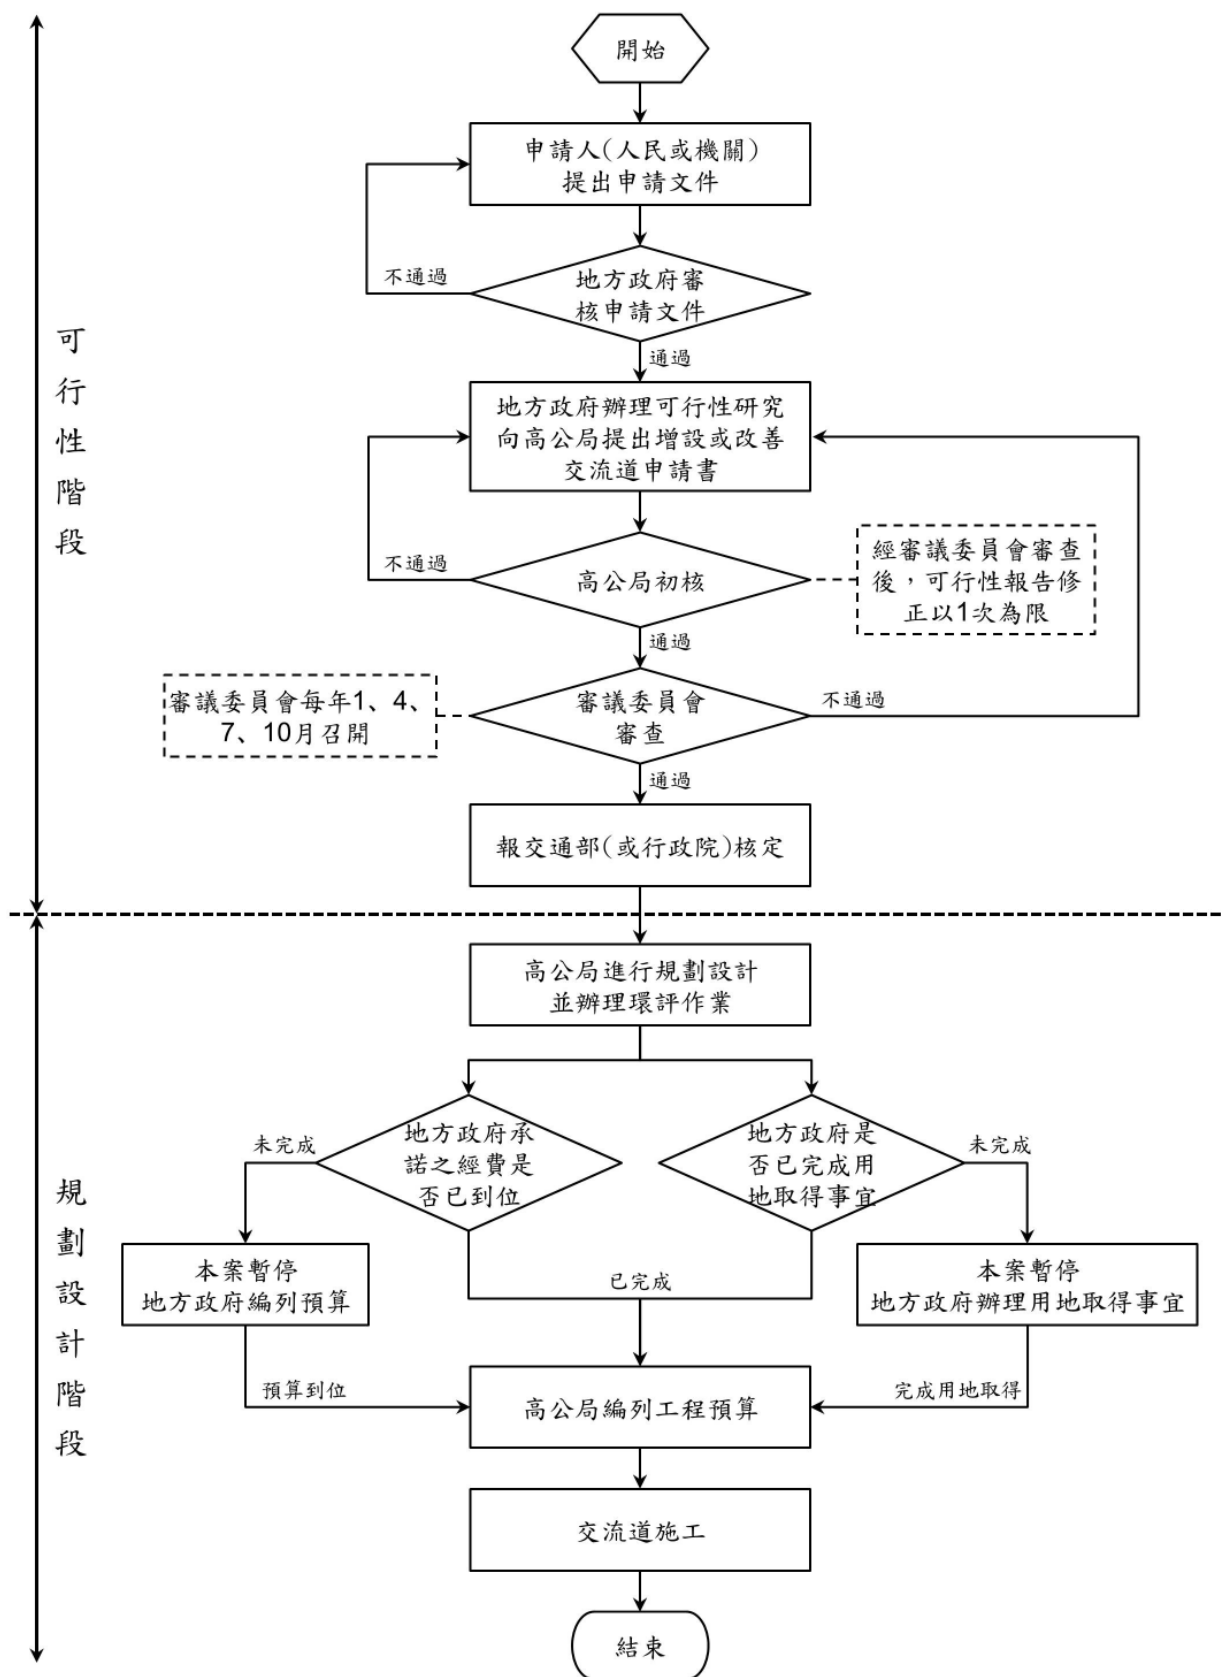 開始
申請人(人民或機關)
提出申請文件
不通過
地方政府審
核申請文件
通過
可行性階段
地方政府辦理可行性研究
向高公局提出增設或改善
交流道申請書
不通過
高公局初核
經審議委員會審查
後，可行性報告修
正以1次為限
通過
審議委員會每年1、4、
7、10月召開
審議委員會
審查
不通過
通過
報交通部(或行政院)核定
高公局進行規劃設計
並辦理環評作業
未完成
地方政府承
諾之經費是
否已到位
地方政府是
否已完成用
地取得事宜
未完成
規劃設計階段
本案暫停
地方政府編列預算
已完成
本案暫停
地方政府辦理用地取得事宜
預算到位
高公局編列工程預算
完成用地取得
交流道施工
結束